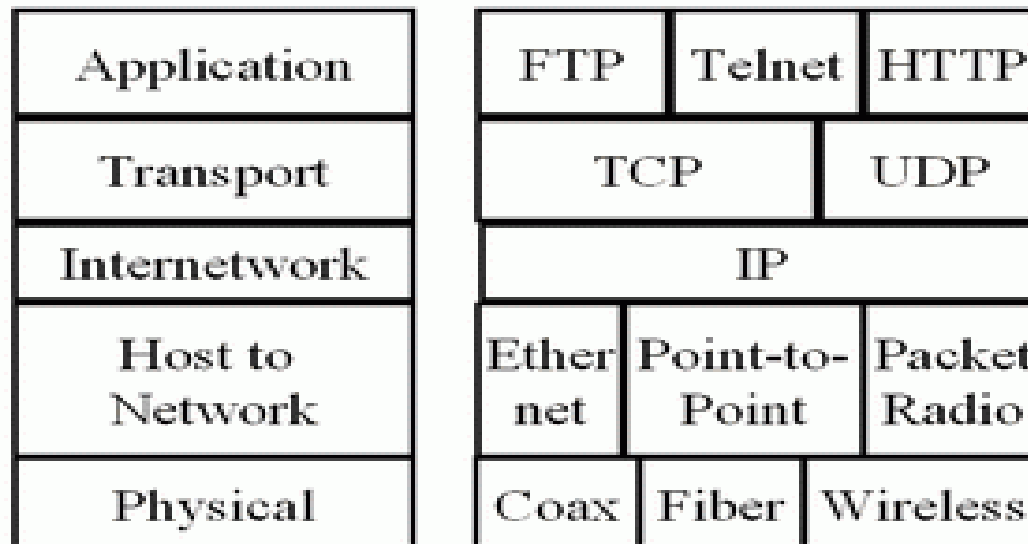 Application
FTP
Telnet
HTTP
Transport
TCP
UDP
Internetwork
IP
Host to
Network
Ether
net
Point-to-
Point
Packet
Radio
Physical
Coax
Fiber
Wireless